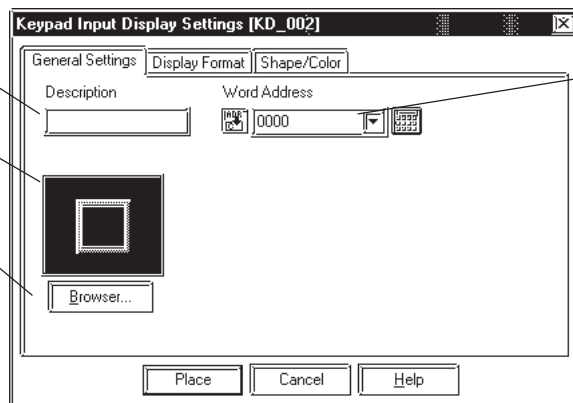 Keypad Input Display Settings [KD_002]
General Settings Display Format Shape/Color
Description Word Address
0000
Browser...
Place Cancel Help